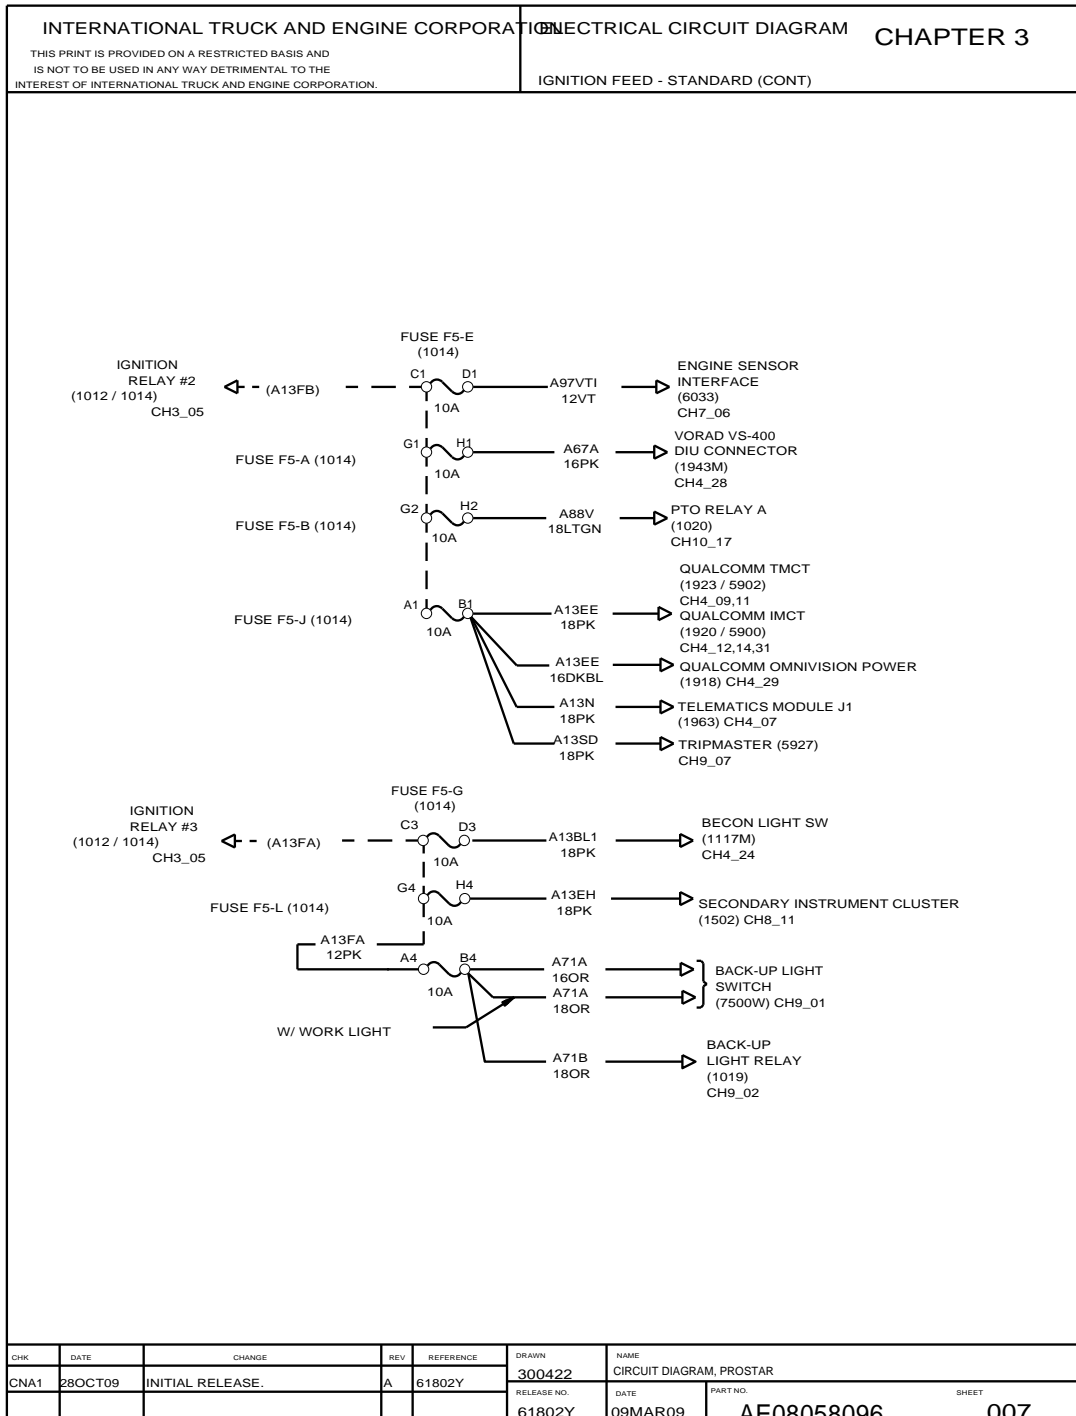 INTERNATIONAL TRUCK AND ENGINE CORPORATION
THIS PRINT IS PROVIDED ON A RESTRICTED BASIS AND
IS NOT TO BE USED IN ANY WAY DETRIMENTAL TO THE
INTEREST OF INTERNATIONAL TRUCK AND ENGINE CORPORATION.
ELECTRICAL CIRCUIT DIAGRAM
CHAPTER 3
IGNITION FEED - STANDARD (CONT)
FUSE F5-E
(1014)
IGNITION
RELAY #2
(1012 / 1014)
CH3_05
(A13FB)
C1
D1
10A
A97VTI
12VT
ENGINE SENSOR
INTERFACE
(6033)
CH7_06
FUSE F5-A (1014)
G1
H1
10A
A67A
16PK
VORAD VS-400
DIU CONNECTOR
(1943M)
CH4_28
FUSE F5-B (1014)
G2
H2
10A
A88V
18LTGN
PTO RELAY A
(1020)
CH10_17
FUSE F5-J (1014)
A1
B1
10A
A13EE
18PK
QUALCOMM TMCT
(1923 / 5902)
CH4_09,11
QUALCOMM IMCT
(1920 / 5900)
CH4_12,14,31
A13EE
16DKBL
QUALCOMM OMNIVISION POWER
(1918) CH4_29
A13N
18PK
TELEMATICS MODULE J1
(1963) CH4_07
A13SD
18PK
TRIPMASTER (5927)
CH9_07
FUSE F5-G
(1014)
IGNITION
RELAY #3
(1012 / 1014)
CH3_05
(A13FA)
C3
D3
10A
A13BL1
18PK
BECON LIGHT SW
(1117M)
CH4_24
FUSE F5-L (1014)
G4
H4
10A
A13EH
18PK
SECONDARY INSTRUMENT CLUSTER
(1502) CH8_11
A13FA
12PK
A4
B4
10A
A71A
16OR
A71A
18OR
BACK-UP LIGHT
SWITCH
(7500W) CH9_01
W/ WORK LIGHT
A71B
18OR
BACK-UP
LIGHT RELAY
(1019)
CH9_02
CHK DATE CHANGE REV REFERENCE
CNA1 28OCT09 INITIAL RELEASE. A 61802Y
DRAWN
300422
NAME
CIRCUIT DIAGRAM, PROSTAR
RELEASE NO.
61802Y
DATE
09MAR09
PART NO.
AE08058096
SHEET
007